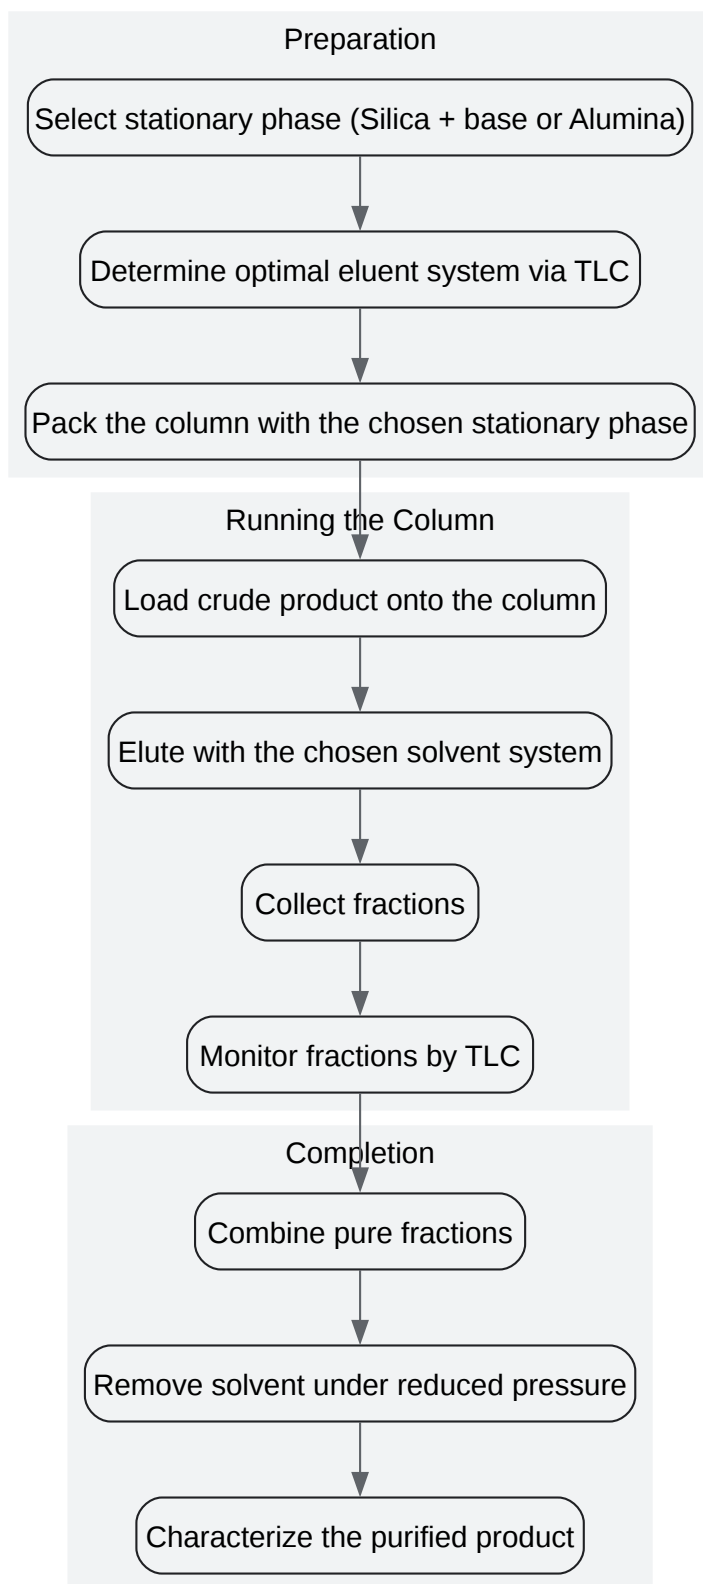 Preparation
Select stationary phase (Silica + base or Alumina)
Determine optimal eluent system via TLC
Pack the column with the chosen stationary phase
Running the Column
Load crude product onto the column
Elute with the chosen solvent system
Collect fractions
Monitor fractions by TLC
Completion
Combine pure fractions
Remove solvent under reduced pressure
Characterize the purified product